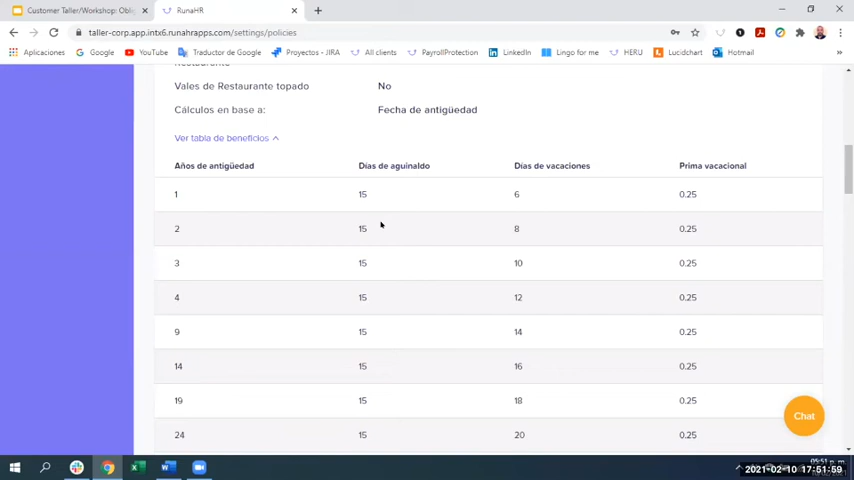 Customer Taller/Workshop: Oblig
RunaHR
taller-corp.app.intx6.runahrapps.com/settings/policies
Aplicaciones
Google
YouTube
Traductor de Google
Proyectos - JIRA
All clients
PayrollProtection
LinkedIn
Lingo for me
HERU
Lucidchart
Hotmail
Restaurante
Vales de Restaurante topado No
Cálculos en base a: Fecha de antigüedad
Ver tabla de beneficios
Años de antigüedad Días de aguinaldo Días de vacaciones Prima vacacional
1 15 6 0.25
2 15 8 0.25
3 15 10 0.25
4 15 12 0.25
9 15 14 0.25
14 15 16 0.25
19 15 18 0.25
24 15 20 0.25
Chat
05:51 p. m.
2021-02-10 17:51:59